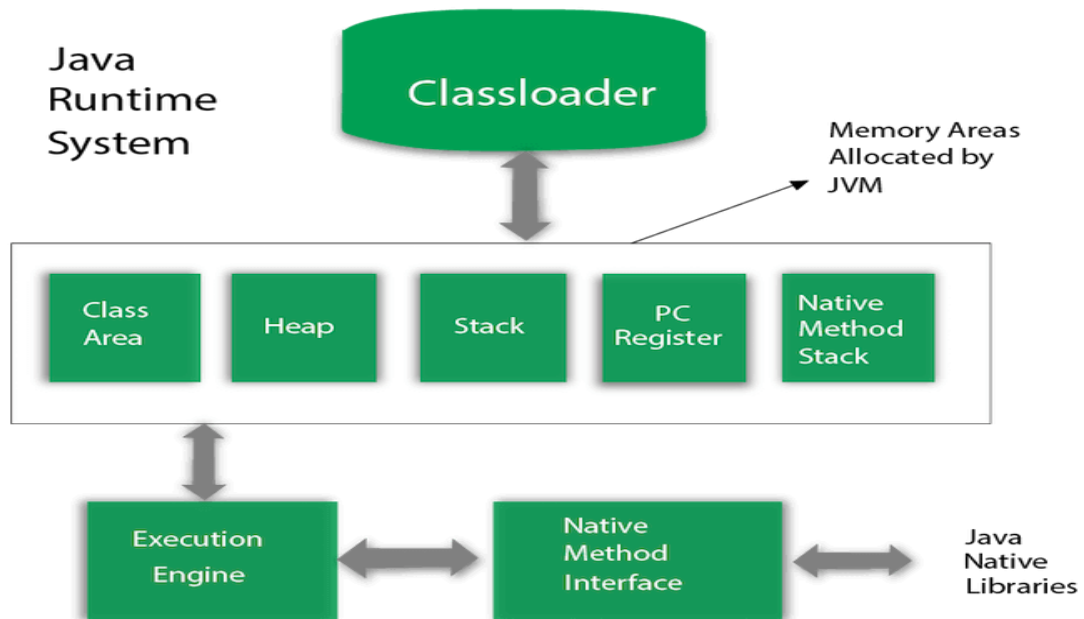 Java
Runtime
System
Classloader
Memory Areas
Allocated by
JVM
Class
Area
Heap
Stack
PC
Register
Native
Method
Stack
Execution
Engine
Native
Method
Interface
Java
Native
Libraries